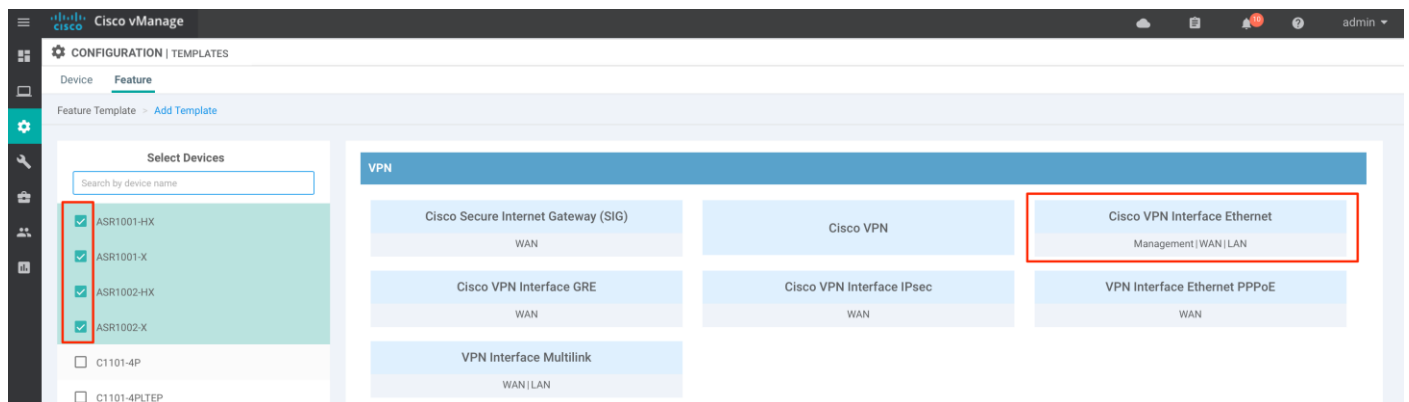 cisco Cisco vManage
10
admin
CONFIGURATION | TEMPLATES
Device Feature
Feature Template > Add Template
Select Devices
Search by device name
ASR1001-HX
ASR1001-X
ASR1002-HX
ASR1002-X
C1101-4P
C1101-4PLTEP
VPN
Cisco Secure Internet Gateway (SIG)
WAN
Cisco VPN
Cisco VPN Interface Ethernet
Management | WAN | LAN
Cisco VPN Interface GRE
WAN
Cisco VPN Interface IPsec
WAN
VPN Interface Ethernet PPPoE
WAN
VPN Interface Multilink
WAN | LAN